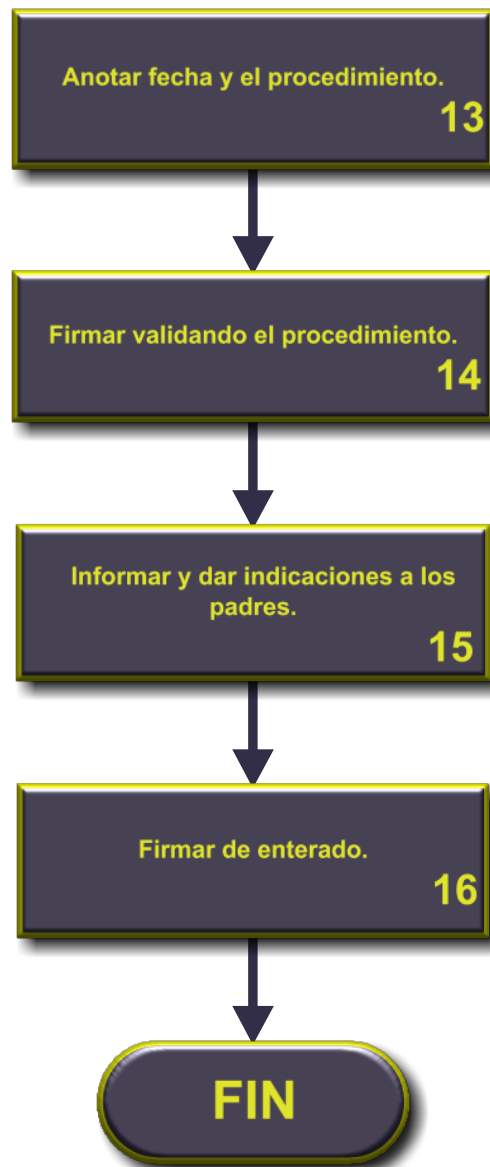 Anotar fecha y el procedimiento.
13
Firmar validando el procedimiento.
14
Informar y dar indicaciones a los
padres.
15
Firmar de enterado.
16
FIN